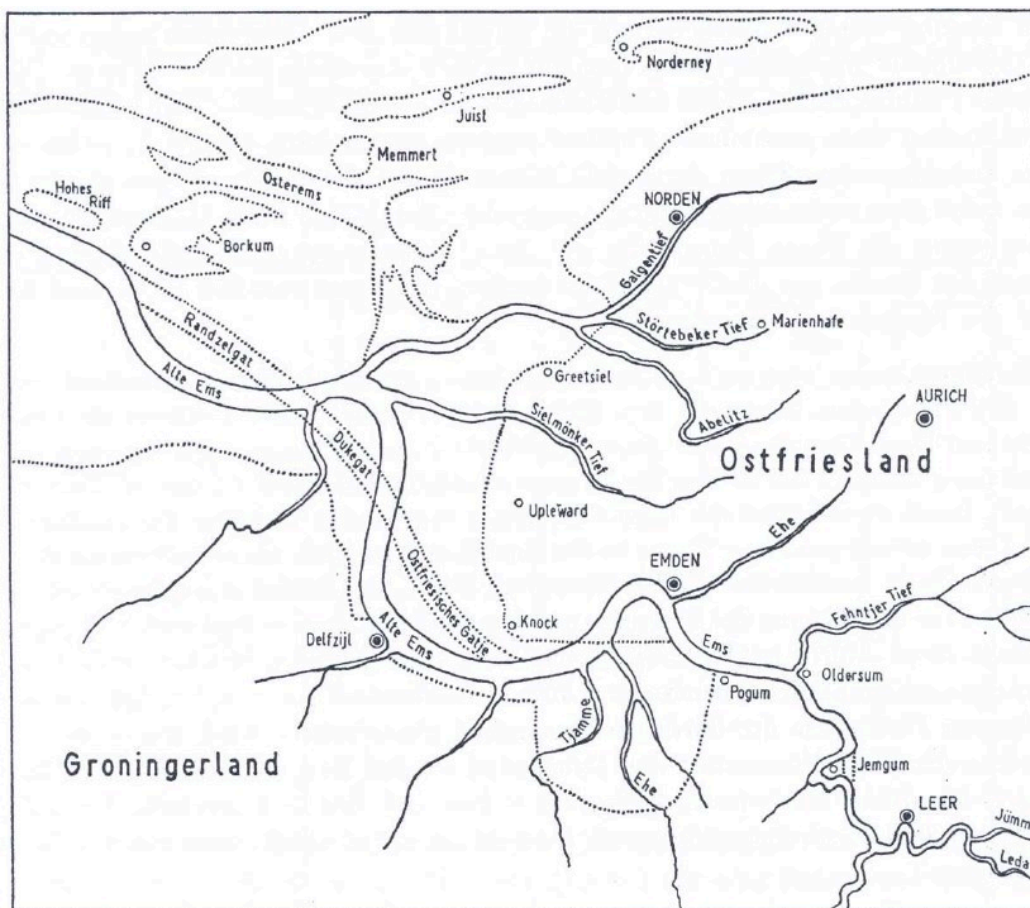 Norderney
Juist
Memmert
Osterems
Hohes
Riff
Borkum
NORDEN
Galgentief
Störtebeker Tief
Marienhafe
Randzelgat
Alte Ems
Greetsiel
Abelitz
AURICH
Sielmönker Tief
Dukegat
Ostfriesland
Upleward
Ehe
EMDEN
Ostfriesisches Gatje
Fehntjer Tief
Knock
Delfzijl
Alte Ems
Ems
Oldersum
Pogum
Tjamme
Groningerland
Ehe
Jemgum
LEER
Jümm
Leda